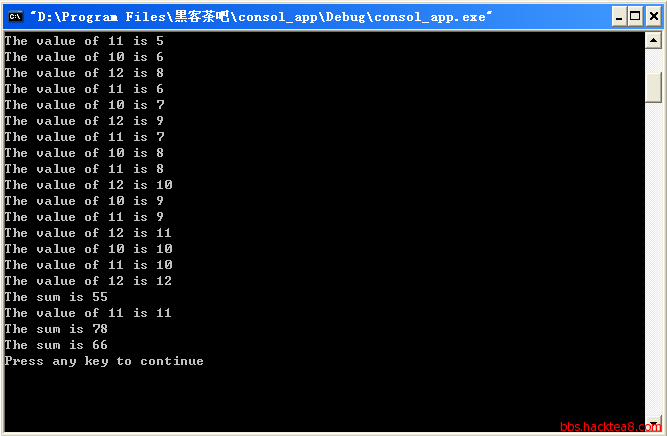 "D:\Program Files\黑客茶吧\consol_app\Debug\consol_app.exe"
The value of 11 is 5
The value of 10 is 6
The value of 12 is 8
The value of 11 is 6
The value of 10 is 7
The value of 12 is 9
The value of 11 is 7
The value of 10 is 8
The value of 11 is 8
The value of 12 is 10
The value of 10 is 9
The value of 11 is 9
The value of 12 is 11
The value of 10 is 10
The value of 11 is 10
The value of 12 is 12
The sum is 55
The value of 11 is 11
The sum is 78
The sum is 66
Press any key to continue
bbs.hacktea8.com